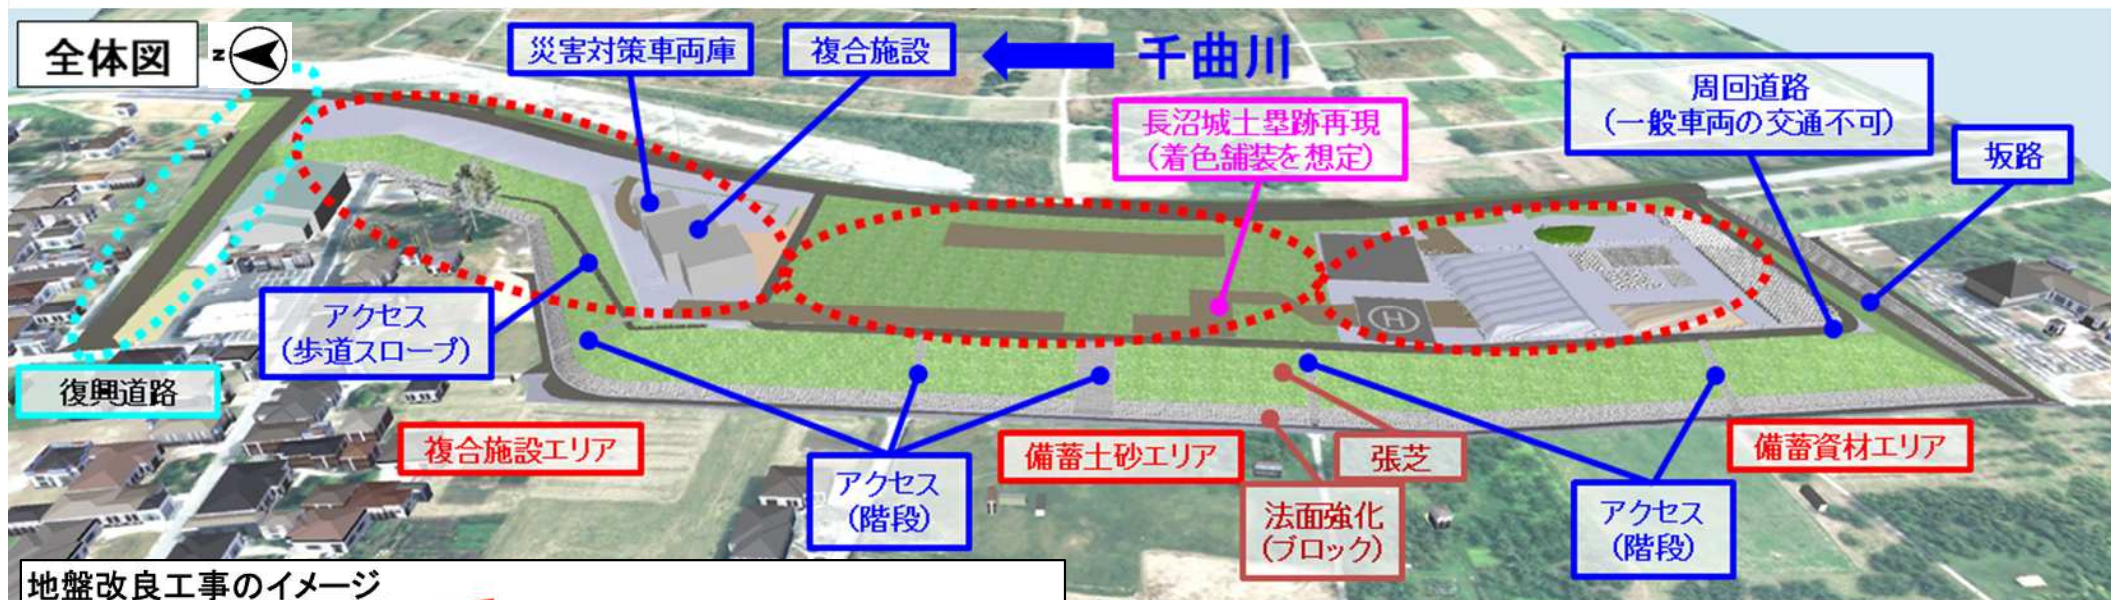 全体図
N
災害対策車両庫
複合施設
千曲川
周回道路
(一般車両の交通不可)
長沼城土塁跡再現
(着色舗装を想定)
坂路
アクセス
(歩道スロープ)
H
復興道路
複合施設エリア
備蓄土砂エリア
張芝
備蓄資材エリア
アクセス
(階段)
法面強化
(ブロック)
アクセス
(階段)
地盤改良工事のイメージ